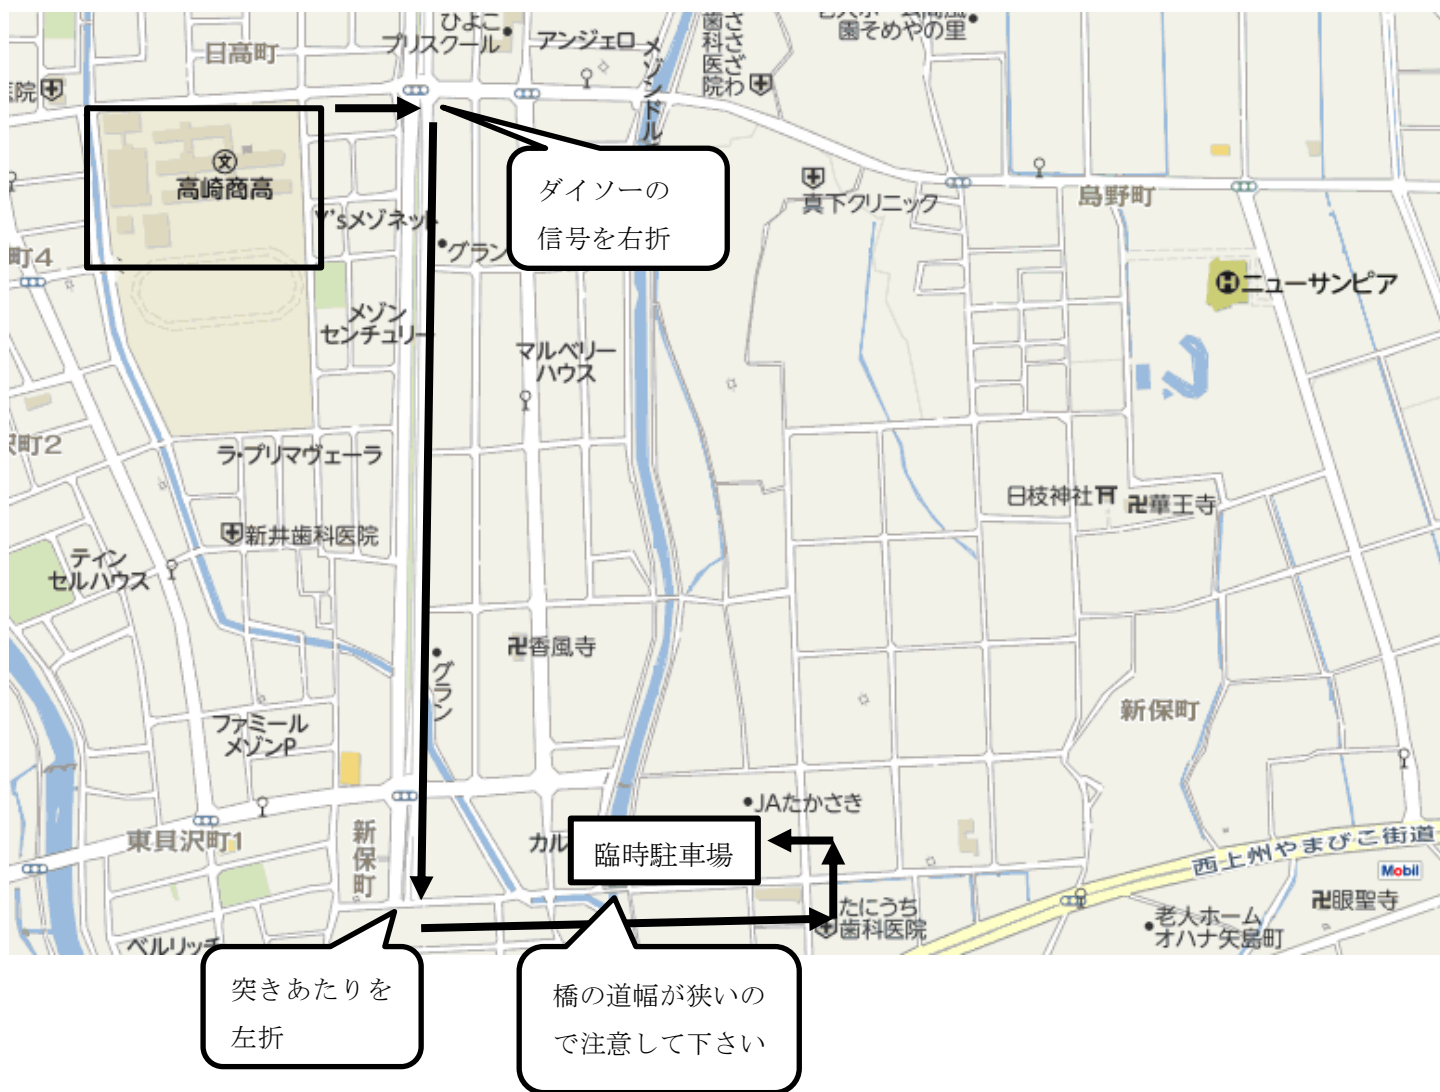 ひよこ
プリスクール
アンジェロ
メゾンドル
ささざわ
歯科医院
園そめやの里
日高町
医院
高崎商高
ダイソーの
信号を右折
真下クリニック
島野町
Y'sメゾネット
グラン
町4
ニューサンピア
メゾン
センチュリー
マルベリー
ハウス
町2
ラ・プリマヴェーラ
日枝神社
卍華王寺
新井歯科医院
ティン
セルハウス
卍香風寺
グラン
ファミール
メゾンP
新保町
JAたかさき
東貝沢町1
新保町
カル
臨時駐車場
西上州やまびこ街道
Mobil
卍眼聖寺
たにうち
歯科医院
老人ホーム
オハナ矢島町
ベルリッチ
突きあたりを
左折
橋の道幅が狭いの
で注意して下さい